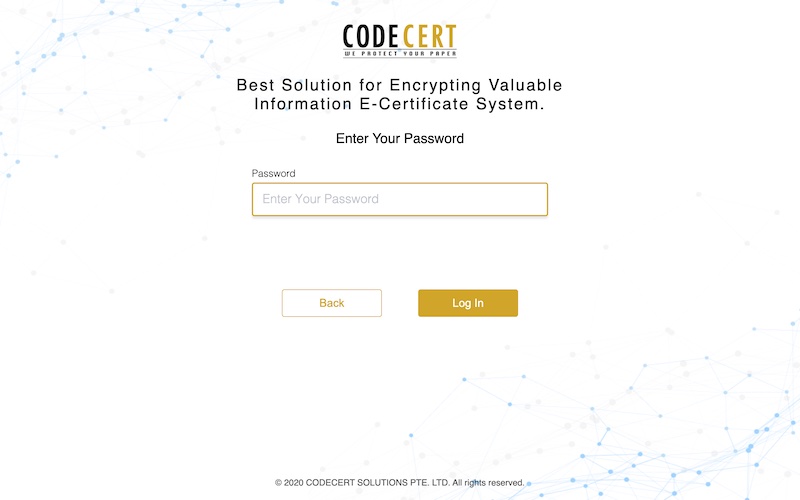 CODECERT
WE PROTECT YOUR PAPER
Best Solution for Encrypting Valuable
Information E-Certificate System.
Enter Your Password
Password
Enter Your Password
Back
Log In
© 2020 CODECERT SOLUTIONS PTE. LTD. All rights reserved.